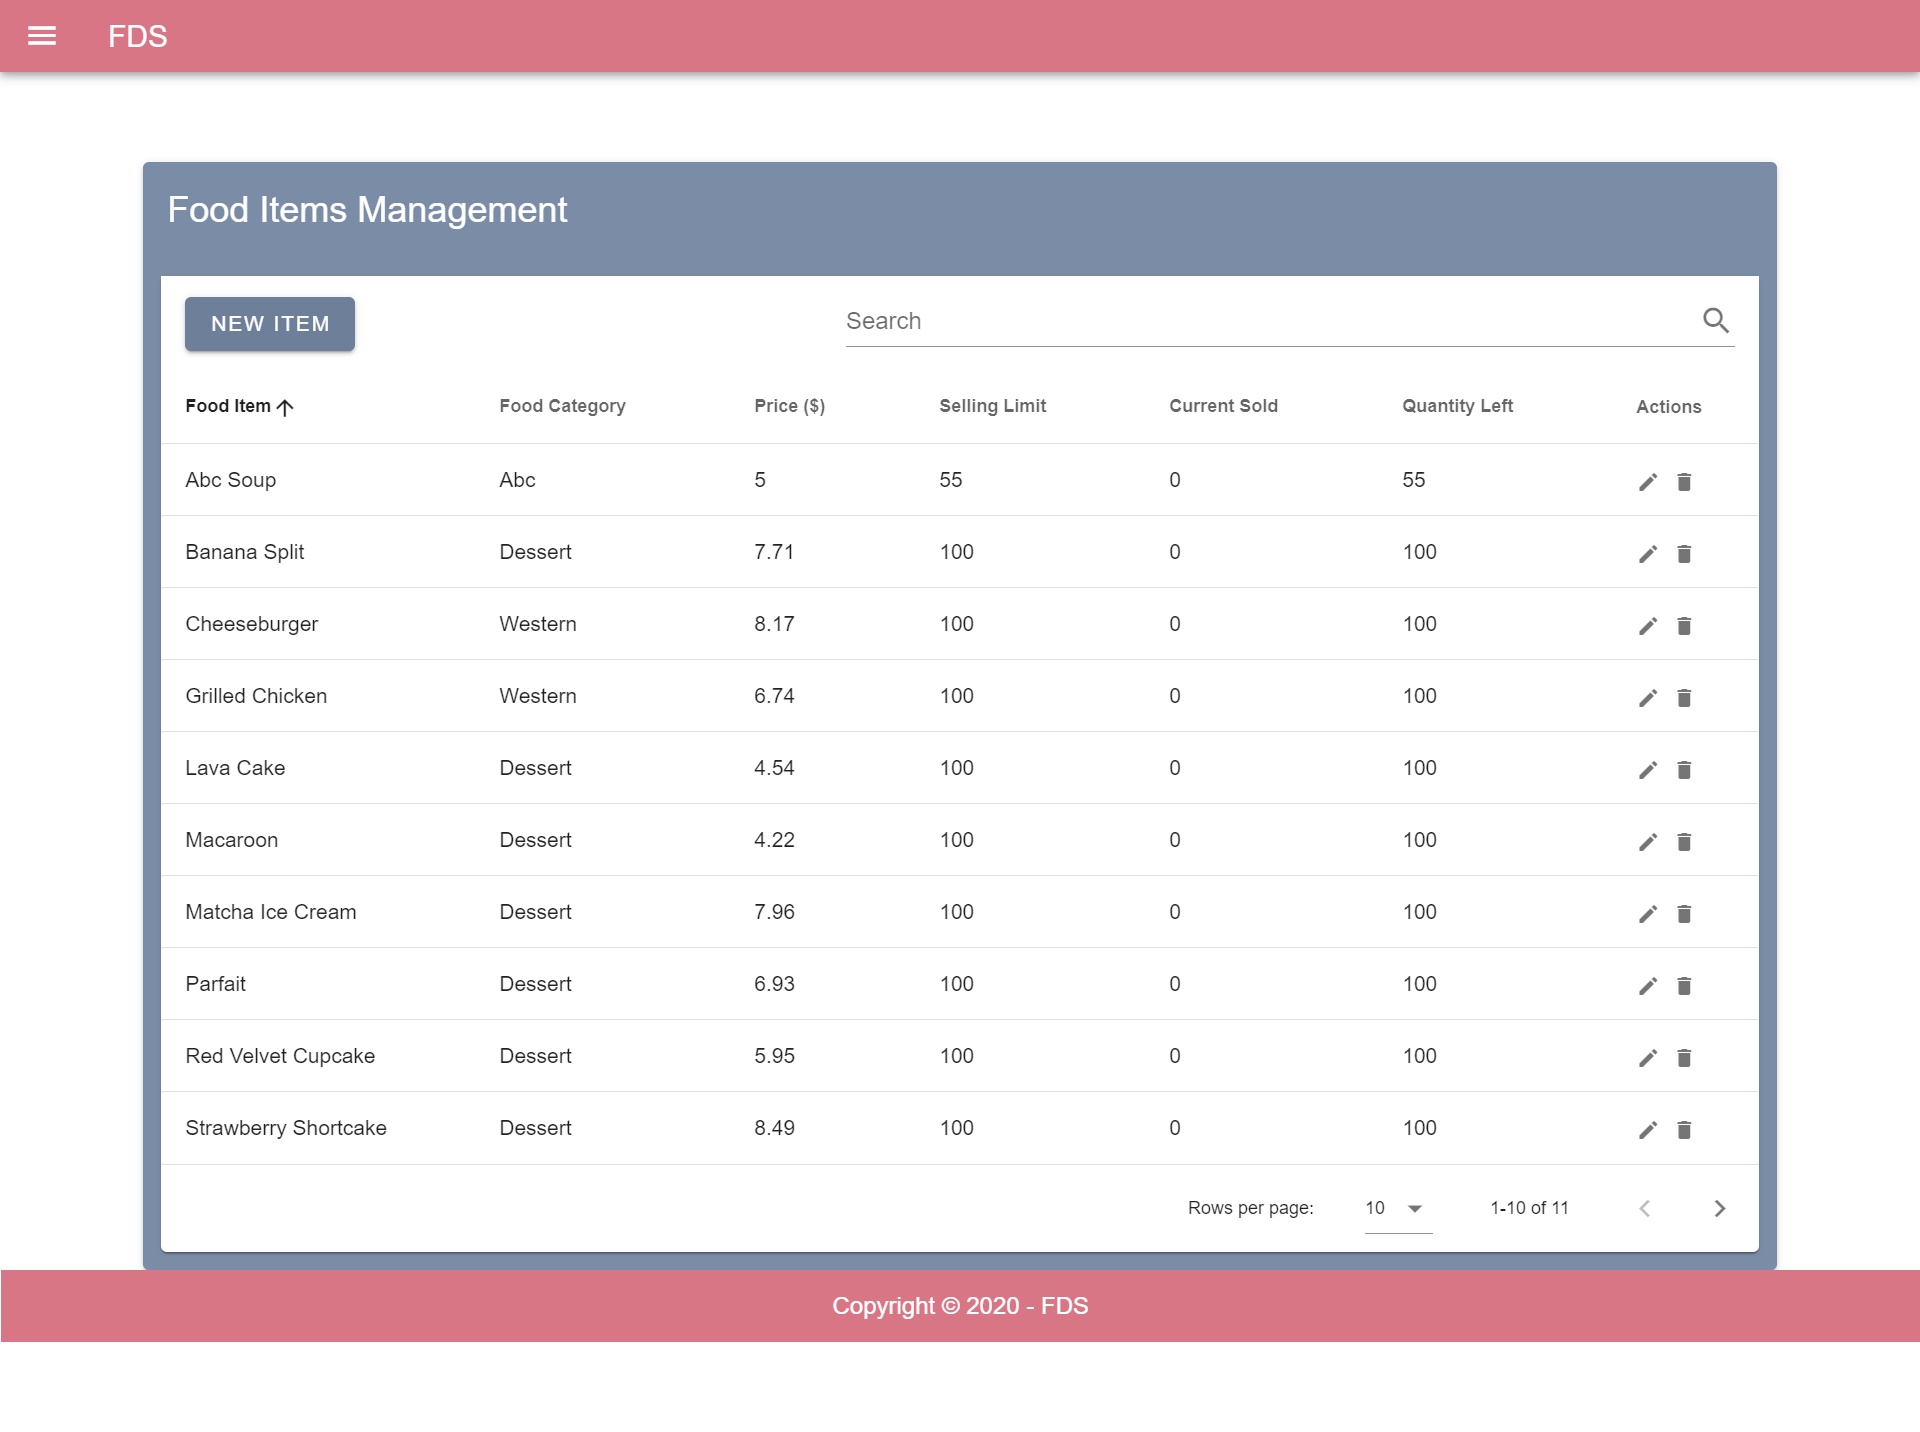 FDS
Food Items Management
NEW ITEM
Search
Food Item Food Category Price ($) Selling Limit Current Sold Quantity Left Actions
Abc Soup Abc 5 55 0 55
Banana Split Dessert 7.71 100 0 100
Cheeseburger Western 8.17 100 0 100
Grilled Chicken Western 6.74 100 0 100
Lava Cake Dessert 4.54 100 0 100
Macaroon Dessert 4.22 100 0 100
Matcha Ice Cream Dessert 7.96 100 0 100
Parfait Dessert 6.93 100 0 100
Red Velvet Cupcake Dessert 5.95 100 0 100
Strawberry Shortcake Dessert 8.49 100 0 100
Rows per page: 10 1-10 of 11
Copyright © 2020 - FDS